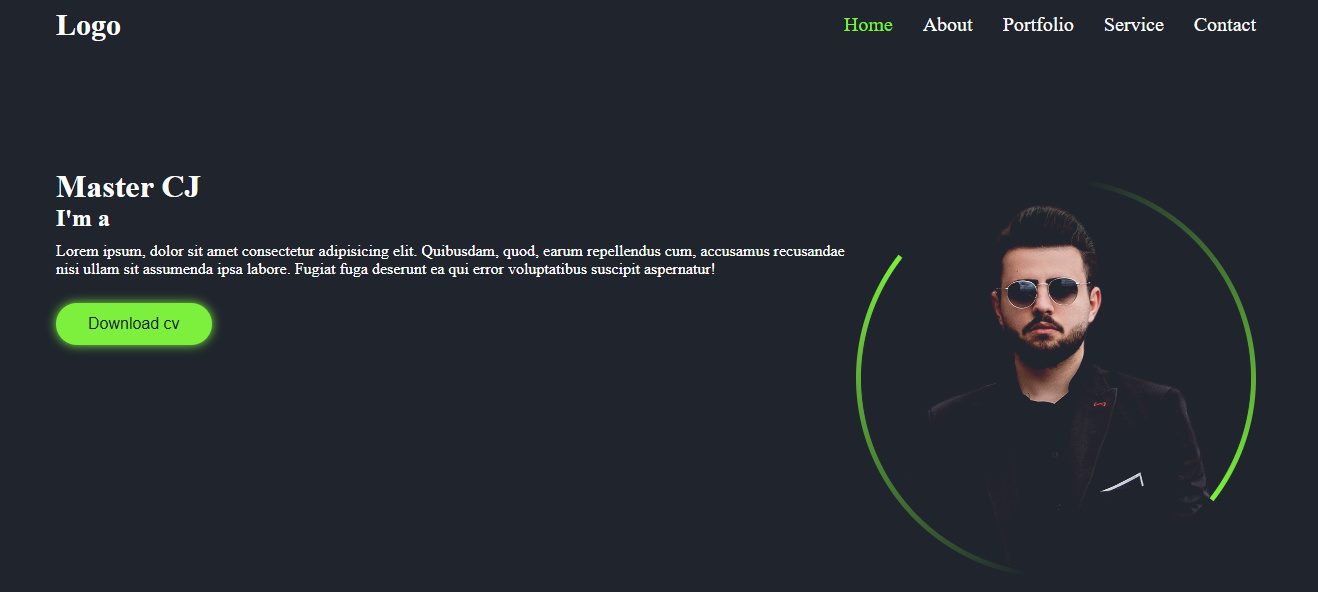 Logo
Home About Portfolio Service Contact
Master CJ
I'm a
Lorem ipsum, dolor sit amet consectetur adipisicing elit. Quibusdam, quod, earum repellendus cum, accusamus recusandae
nisi ullam sit assumenda ipsa labore. Fugiat fuga deserunt ea qui error voluptatibus suscipit aspernatur!
Download cv